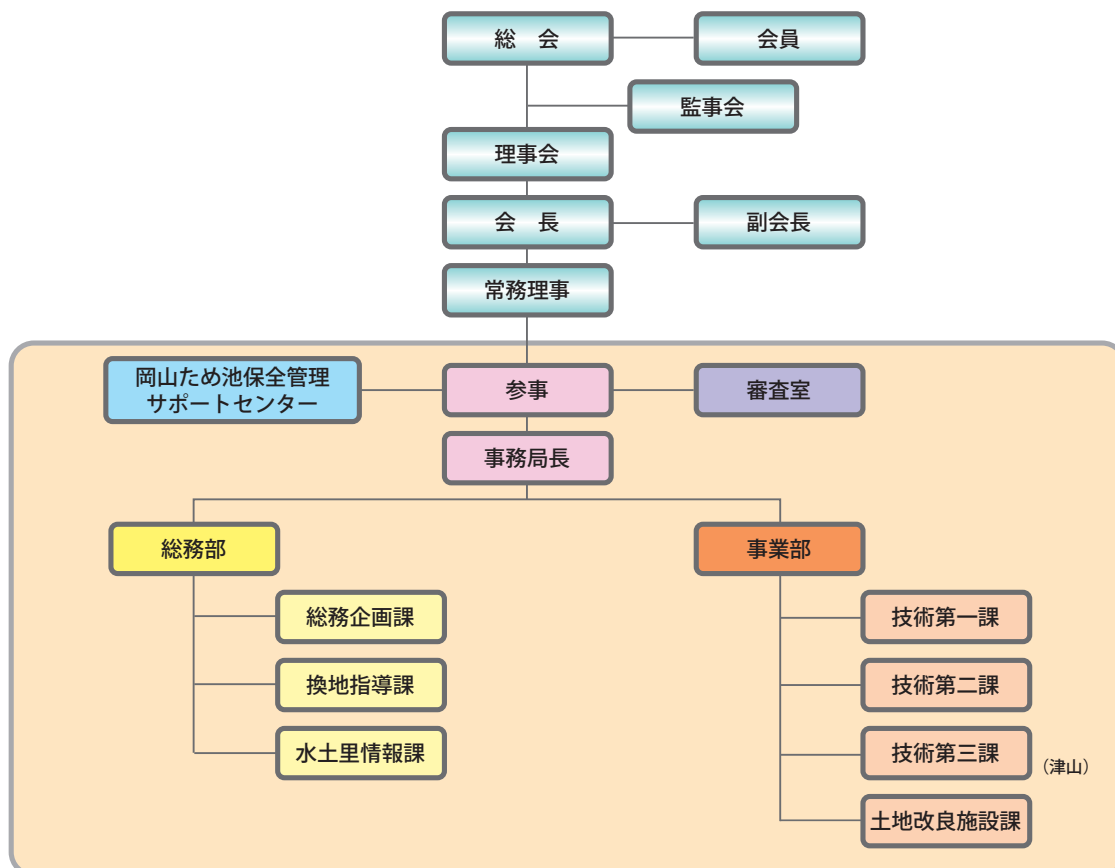 総　会
会員
監事会
理事会
会　長
副会長
常務理事
岡山ため池保全管理
サポートセンター
参事
審査室
事務局長
総務部
事業部
総務企画課
技術第一課
換地指導課
技術第二課
水土里情報課
技術第三課
（津山）
土地改良施設課